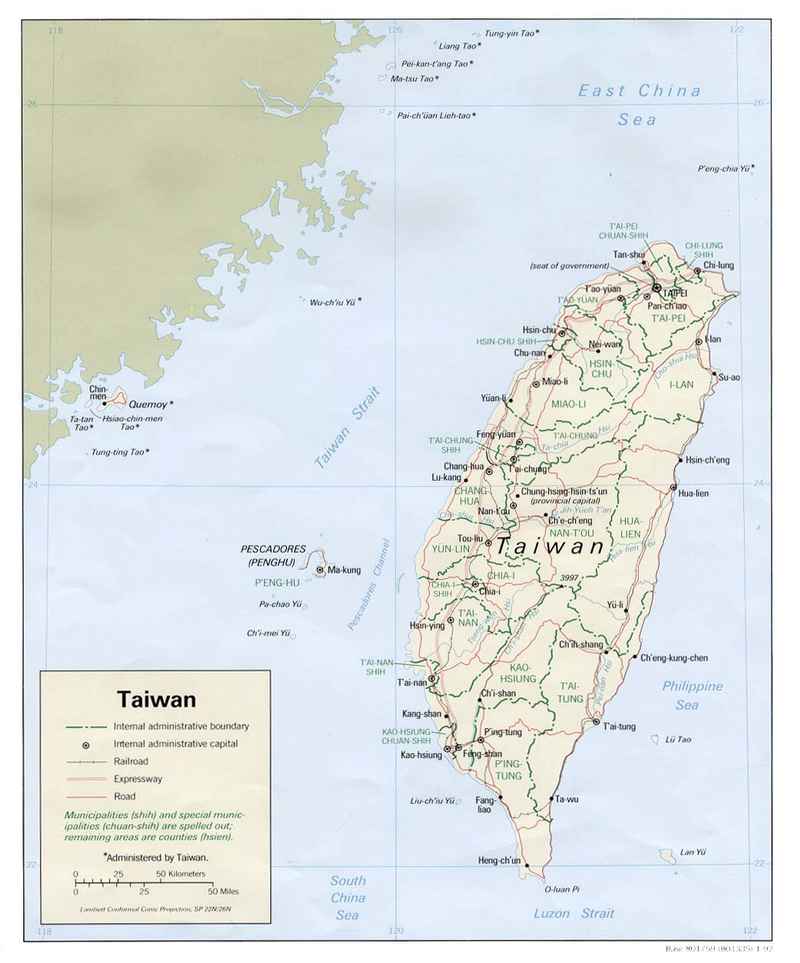 118
120
122
Tung-yin Tao*
Liang Tao*
Pei-kan-t'ang Tao*
Ma-tsu Tao*
East China
Sea
26
26
Pai-ch'üan Lieh-tao*
P'eng-chia Yü*
T'AI-PEI
CHUAN-SHIH
CHI-LUNG
SHIH
Tan-shui
(seat of government)
Chi-lung
T'ao-yüan
TAIPEI
T'AO-YÜAN
Pan-ch'iao
T'AI-PEI
Wu-ch'iu Yü*
Hsin-chu
HSIN-CHU SHIH
Nei-wan
I-lan
Chu-nan
HSIN-
CHU
Su-ao
Miao-li
I-LAN
Chin-
men
Quemoy*
Yüan-li
MIAO-LI
Ta-tan
Tao*
Hsiao-chin-men
Tao*
Taiwan Strait
Feng-yüan
T'AI-CHUNG
SHIH
T'AI-CHUNG
Tung-ting Tao*
T'ai-chung
Chang-hua
Hsin-ch'eng
Lu-kang
24
24
CHANG-
HUA
Chung-hsing-hsin-ts'un
(provincial capital)
Hua-lien
Nan-t'ou
Jih-Yüeh T'an
Ch'e-ch'eng
HUA-
LIEN
NAN-T'OU
Tou-liu
Taiwan
YÜN-LIN
PESCADORES
(PENGHU)
Ma-kung
P'ENG-HU
Pescadores Channel
CHIA-I
CHIA-I
SHIH
Chia-i
3997
Pa-chao Yü
Yü-li
T'AI-
NAN
Hsin-ying
Ch'i-mei Yü
Ch'ih-shang
Ch'eng-kung-chen
T'AI-NAN
SHIH
KAO-
HSIUNG
T'ai-nan
T'AI-
TUNG
Philippine
Sea
Ch'i-shan
Kang-shan
T'ai-tung
KAO-HSIUNG
CHUAN-SHIH
P'ing-tung
Lü Tao
Kao-hsiung
Feng-shan
P'ING-
TUNG
Liu-ch'iu Yü
Fang-
liao
Ta-wu
Lan Yü
Heng-ch'un
22
22
O-luan Pi
South
China
Sea
Luzon Strait
Taiwan
Internal administrative boundary
Internal administrative capital
Railroad
Expressway
Road
Municipalities (shih) and special munic-
ipalities (chuan-shih) are spelled out;
remaining areas are counties (hsien).
*Administered by Taiwan.
0 25 50 Kilometers
0 25 50 Miles
Lambert Conformal Conic Projection, SP 22N/26N
118
120
122